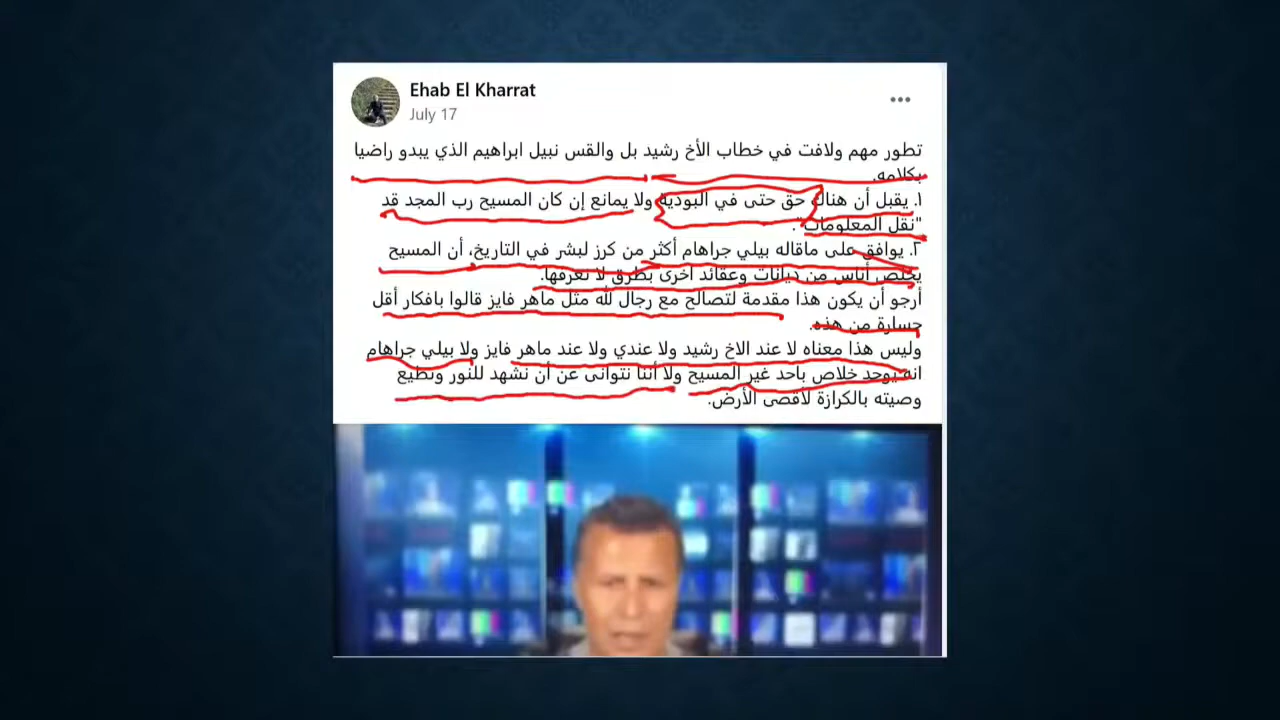 Ehab El Kharrat
July 17
تطور مهم ولافت في خطاب الأخ رشيد بل والقس نبيل ابراهيم الذي يبدو راضيا
بكلامه.
١. يقبل أن هناك حق حتى في البوذية ولا يمانع إن كان المسيح رب المجد قد
"نقل المعلومات".
٢. يوافق على ماقاله بيلي جراهام أكثر من كرز لبشر في التاريخ، أن المسيح
يخلص أناس من ديانات وعقائد أخرى بطرق لا نعرفها.
أرجو أن يكون هذا مقدمة لتصالح مع رجال لله مثل ماهر فايز قالوا بافكار أقل
جسارة من هذه.
وليس هذا معناه لا عند الاخ رشيد ولا عندي ولا عند ماهر فايز ولا بيلي جراهام
انه يوجد خلاص بأحد غير المسيح ولا أننا نتوانى عن أن نشهد للنور ونطيع
وصيته بالكرازة لأقصى الأرض.